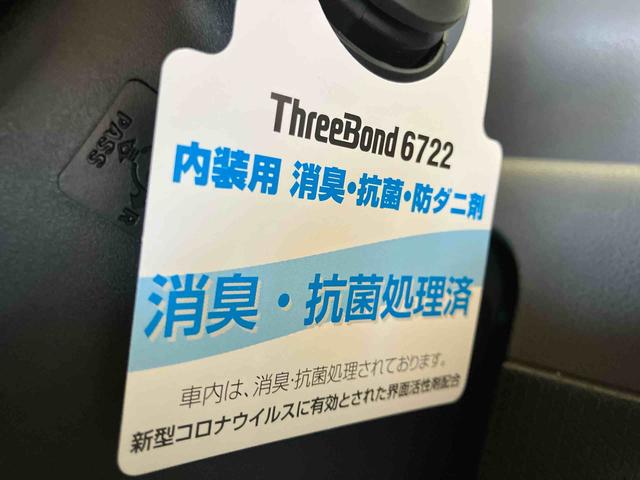 ThreeBond 6722
内装用 消臭・抗菌・防ダニ剤
消臭・抗菌処理済
車内は、消臭・抗菌処理されております。
新型コロナウイルスに有効とされた界面活性剤配合
PASS